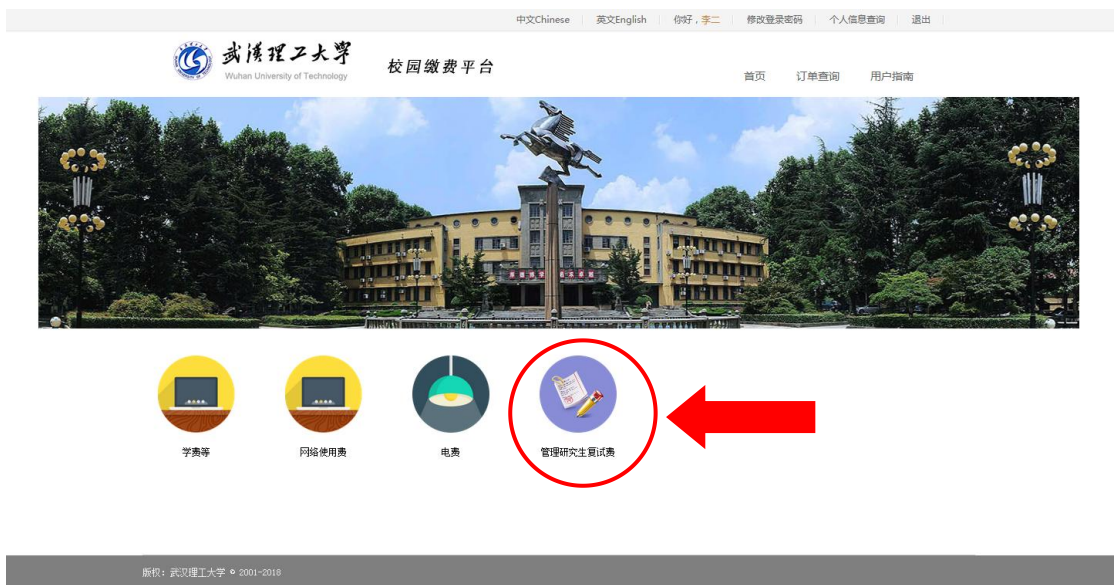 中文Chinese 英文English 你好，李二 修改登录密码 个人信息查询 退出
武汉理工大学
Wuhan University of Technology
校园缴费平台
首页 订单查询 用户指南
学费等 网络使用费 电费 管理研究生复试费
版权：武汉理工大学 © 2001-2018